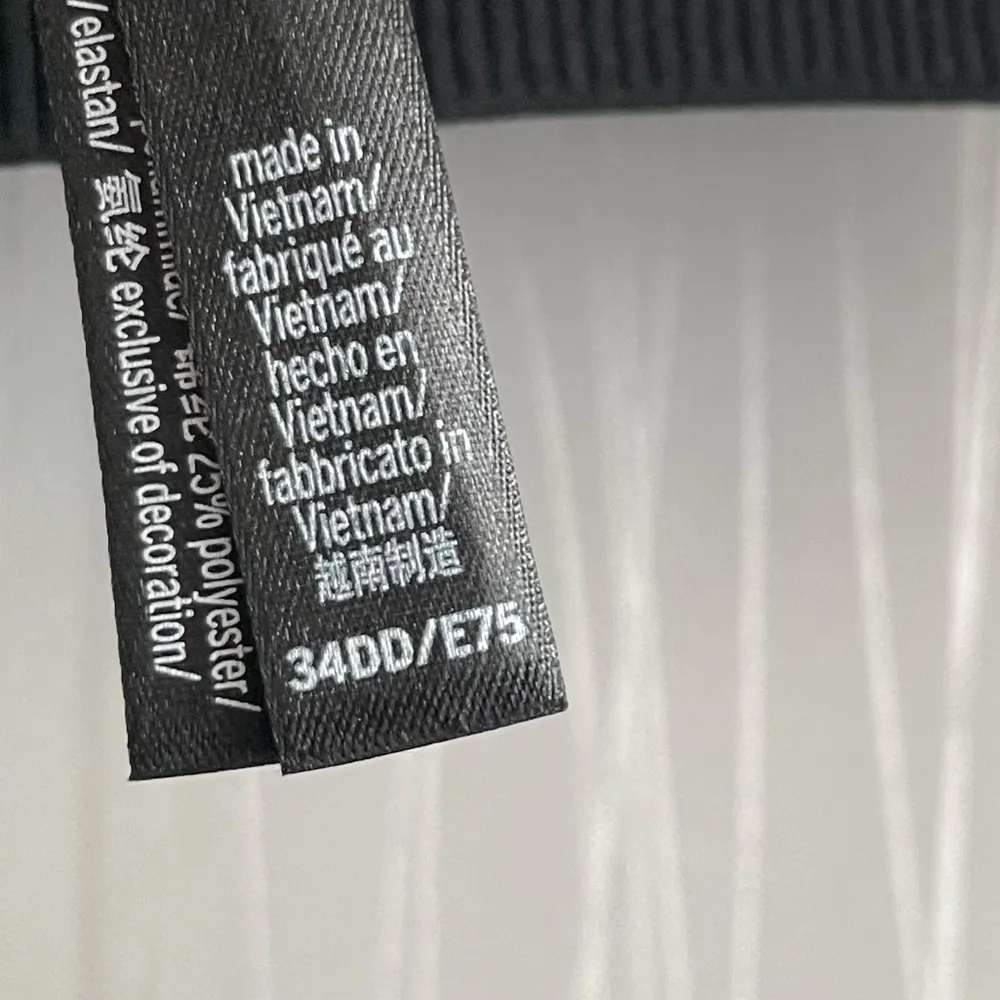 made in
Vietnam/
fabriqué au
Vietnam/
hecho en
Vietnam/
fabbricato in
Vietnam/
越南制造
34DD/E75
/elastan/ 氨纶 exclusive of decoration/
25% polyester/